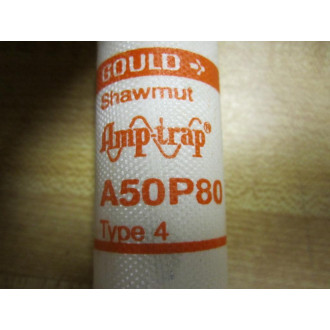 GOULD
Shawmut
Amp-trap®
A50P80
Type 4